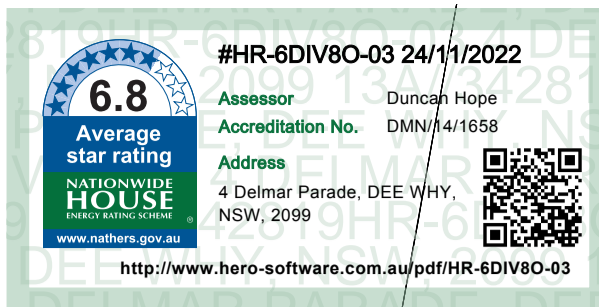 #HR-6DIV8O-03 24/11/2022
6.8
Average
star rating
NATIONWIDE
HOUSE
ENERGY RATING SCHEME
®
www.nathers.gov.au
Assessor Duncan Hope
Accreditation No. DMN/14/1658
Address
4 Delmar Parade, DEE WHY,
NSW, 2099
http://www.hero-software.com.au/pdf/HR-6DIV8O-03